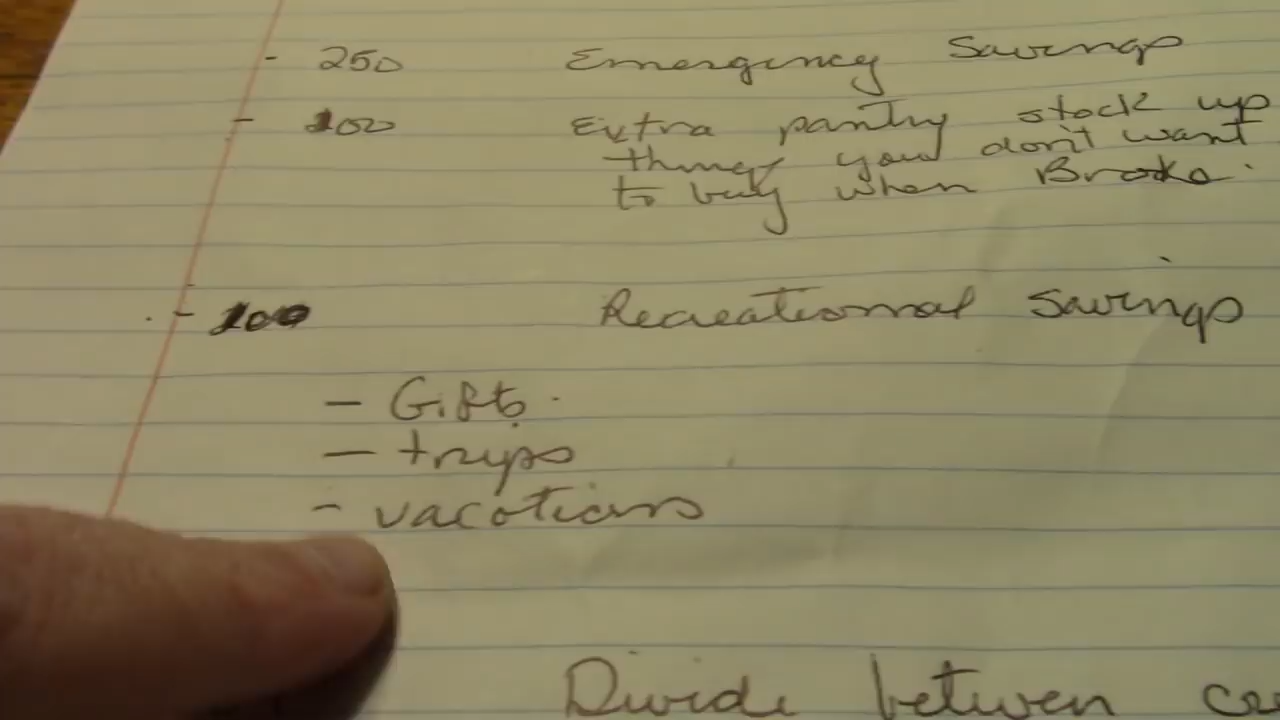 - 250 Emergency Savings
- 100 Extra pantry stock up
things you don't want
to buy when Broke.
- 100 Recreational Savings
- Gifts.
- trips
- vacations
Divide between